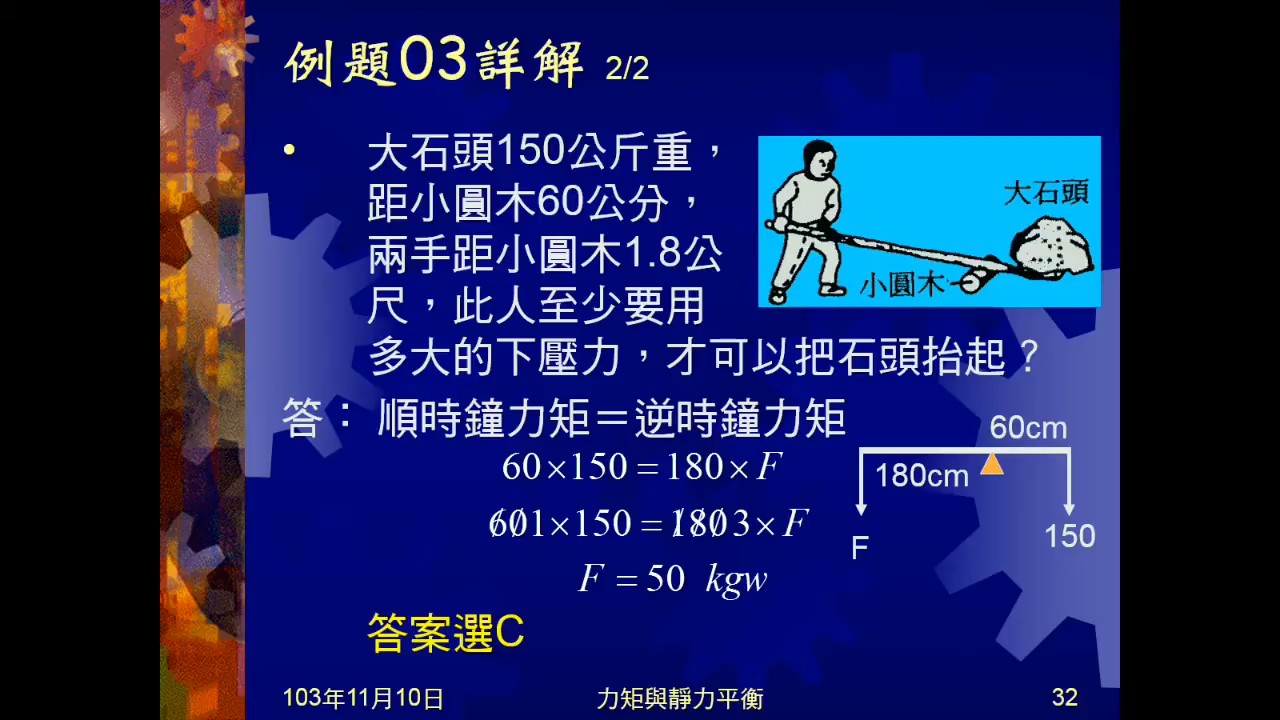 例題03詳解 2/2
• 大石頭150公斤重，
距小圓木60公分，
兩手距小圓木1.8公
尺，此人至少要用
多大的下壓力，才可以把石頭抬起？
大石頭
小圓木
答： 順時鐘力矩＝逆時鐘力矩
60×150=180×F
601×150=1803×F
F=50 kgw
60cm
180cm
F
150
答案選C
103年11月10日
力矩與靜力平衡
32